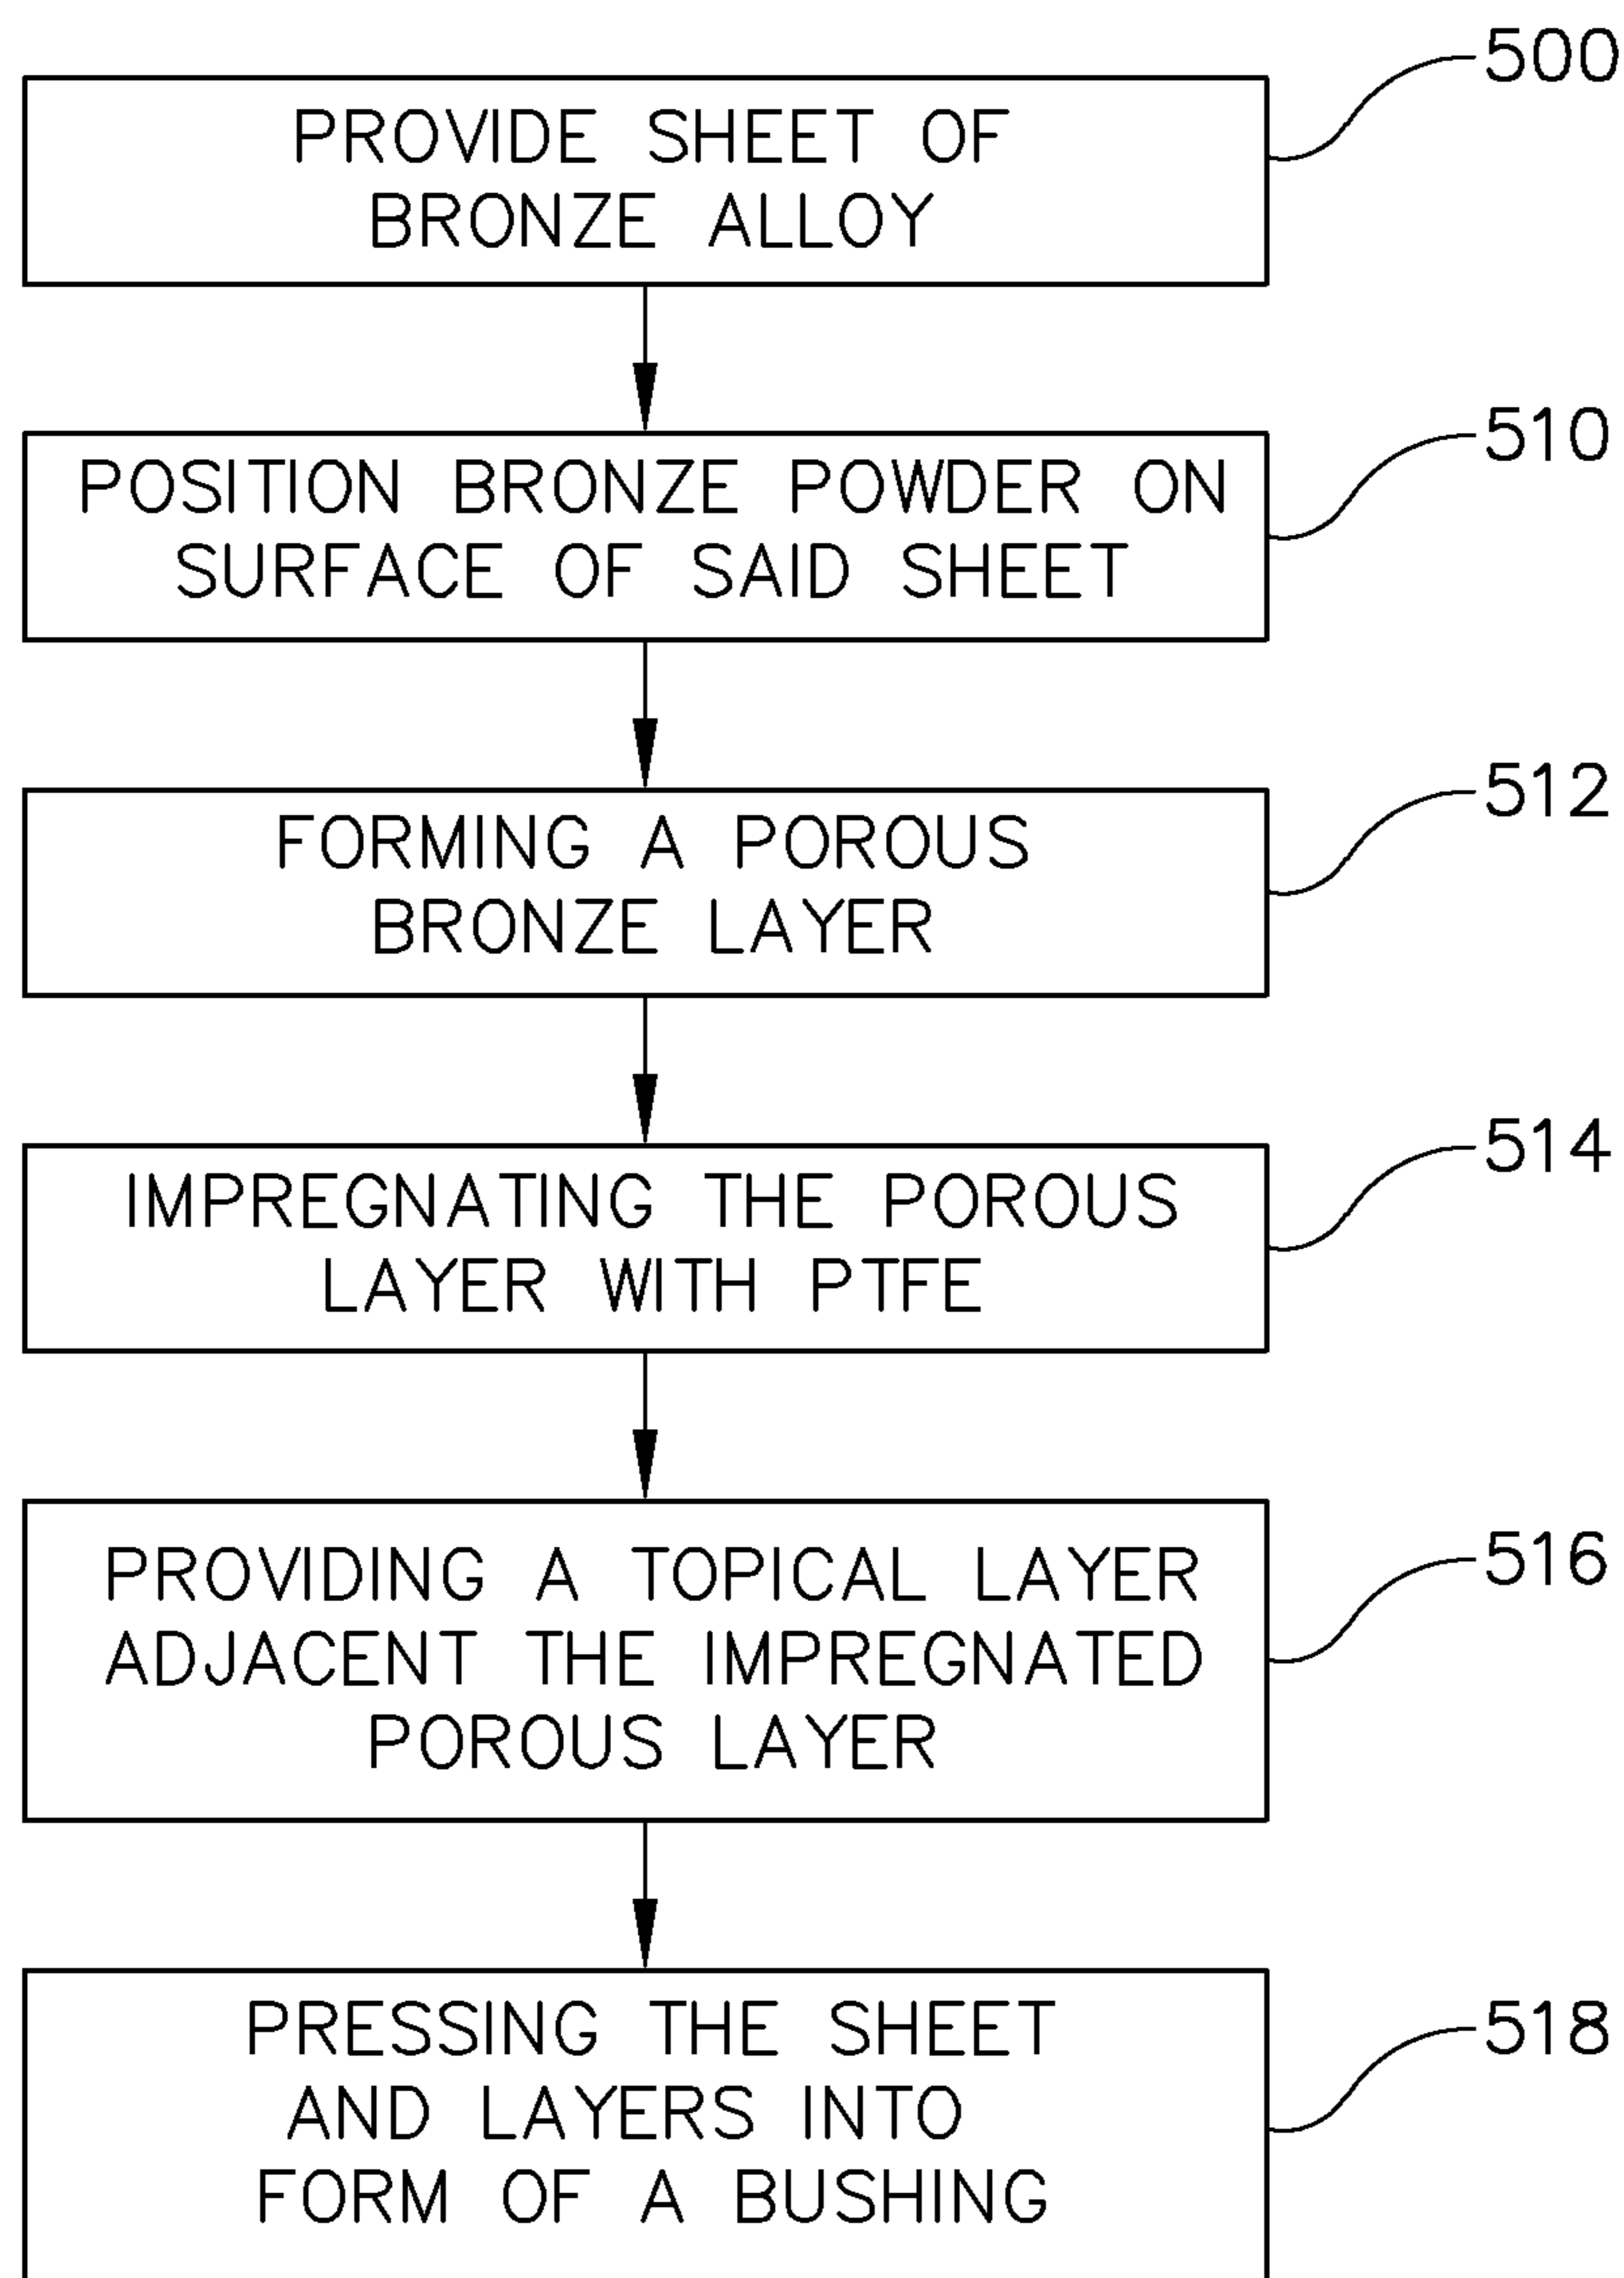 500
PROVIDE SHEET OF
BRONZE ALLOY
510
POSITION BRONZE POWDER ON
SURFACE OF SAID SHEET
512
FORMING A POROUS
BRONZE LAYER
514
IMPREGNATING THE POROUS
LAYER WITH PTFE
516
PROVIDING A TOPICAL LAYER
ADJACENT THE IMPREGNATED
POROUS LAYER
518
PRESSING THE SHEET
AND LAYERS INTO
FORM OF A BUSHING